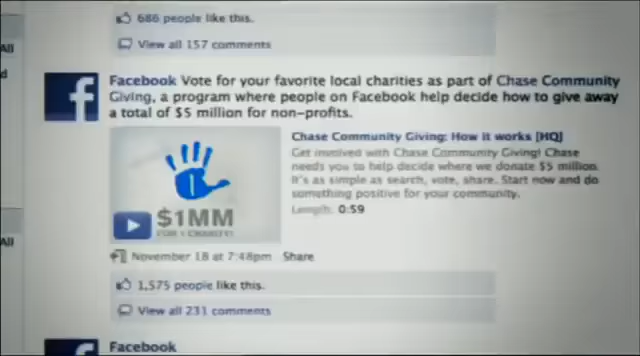 686 people like this.
View all 157 comments
All
d
Facebook Vote for your favorite local charities as part of Chase Community
Giving, a program where people on Facebook help decide how to give away
a total of $5 million for non-profits.
Chase Community Giving: How it works [HQ]
Get involved with Chase Community Giving! Chase
needs you to help decide where we donate $5 million.
It's as simple as search, vote, share. Start now and do
something positive for your community.
Length: 0:59
$1MM
FOR 1 CHARITY!
November 18 at 7:48pm Share
All
1,575 people like this.
View all 231 comments
Facebook